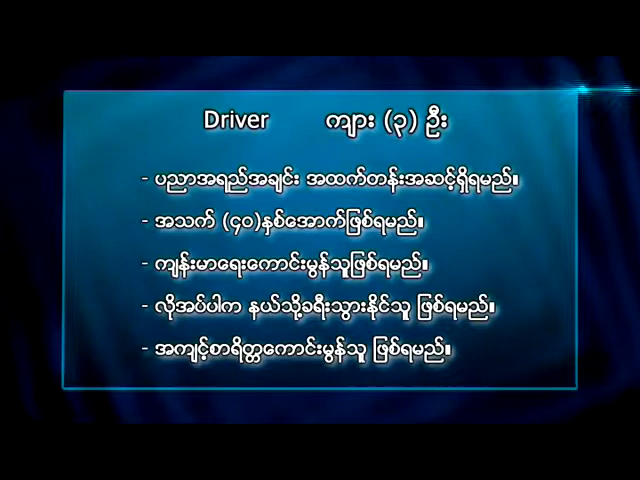 Driver ကျား (၃) ဦး
- ပညာအရည်အချင်း အထက်တန်းအဆင့်ရှိရမည်။
- အသက် (၄၀)နှစ်အောက်ဖြစ်ရမည်။
- ကျန်းမာရေးကောင်းမွန်သူဖြစ်ရမည်။
- လိုအပ်ပါက နယ်သို့ခရီးသွားနိုင်သူ ဖြစ်ရမည်။
- အကျင့်စာရိတ္တကောင်းမွန်သူ ဖြစ်ရမည်။